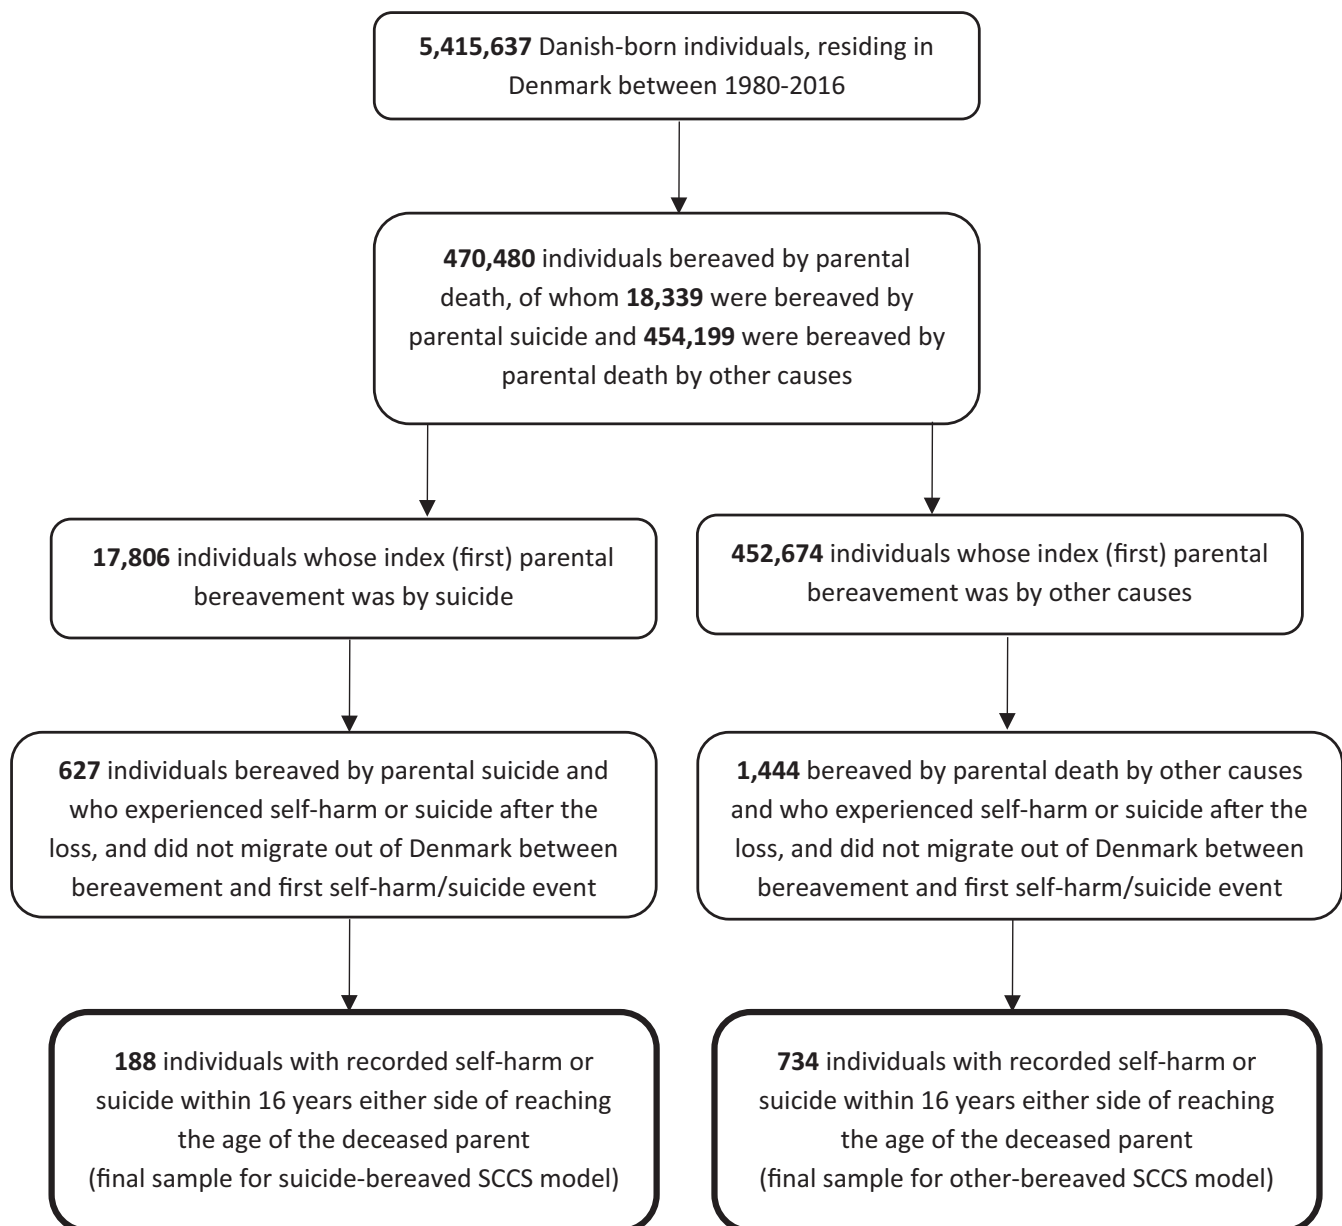 5,415,637 Danish-born individuals, residing in
Denmark between 1980-2016
470,480 individuals bereaved by parental
death, of whom 18,339 were bereaved by
parental suicide and 454,199 were bereaved by
parental death by other causes
17,806 individuals whose index (first) parental
bereavement was by suicide
452,674 individuals whose index (first) parental
bereavement was by other causes
627 individuals bereaved by parental suicide and
who experienced self-harm or suicide after the
loss, and did not migrate out of Denmark between
bereavement and first self-harm/suicide event
1,444 bereaved by parental death by other causes
and who experienced self-harm or suicide after the
loss, and did not migrate out of Denmark between
bereavement and first self-harm/suicide event
188 individuals with recorded self-harm or
suicide within 16 years either side of reaching
the age of the deceased parent
(final sample for suicide-bereaved SCCS model)
734 individuals with recorded self-harm or
suicide within 16 years either side of reaching
the age of the deceased parent
(final sample for other-bereaved SCCS model)